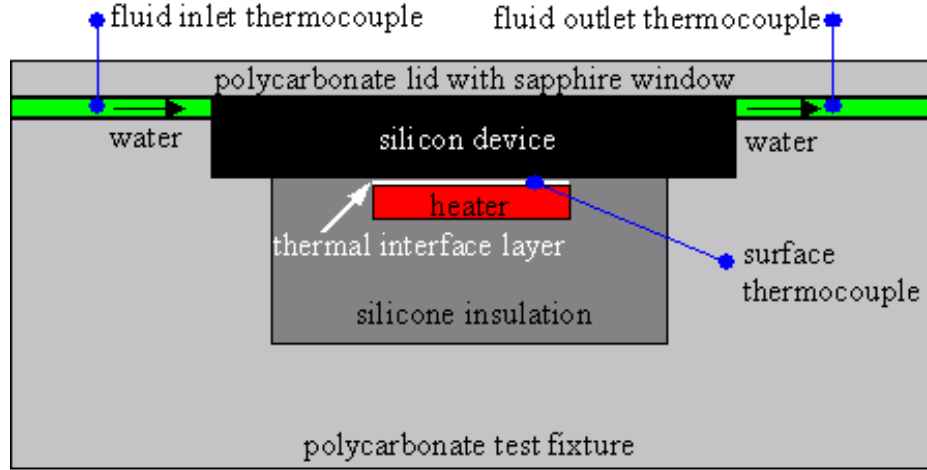 fluid inlet thermocouple
fluid outlet thermocouple
polycarbonate lid with sapphire window
water
silicon device
water
heater
thermal interface layer
surface
thermocouple
silicone insulation
polycarbonate test fixture